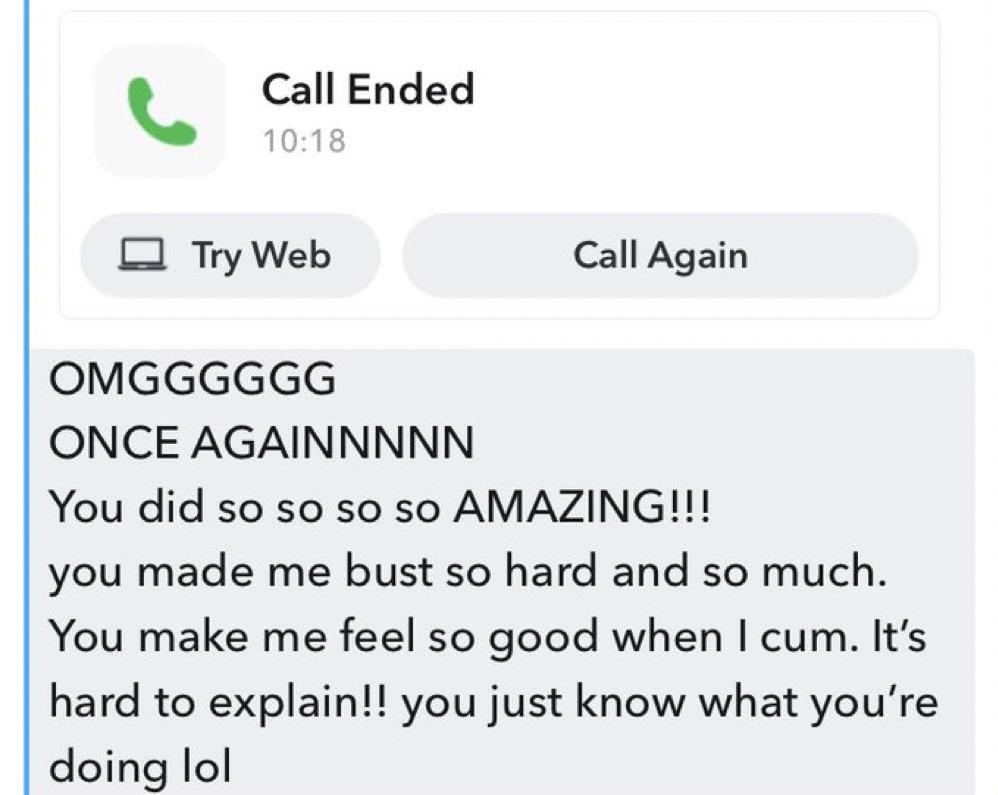 Call Ended
10:18
Try Web
Call Again
OMGGGGGG
ONCE AGAINNNNN
You did so so so so AMAZING!!!
you made me bust so hard and so much.
You make me feel so good when I cum. It’s
hard to explain!! you just know what you’re
doing lol